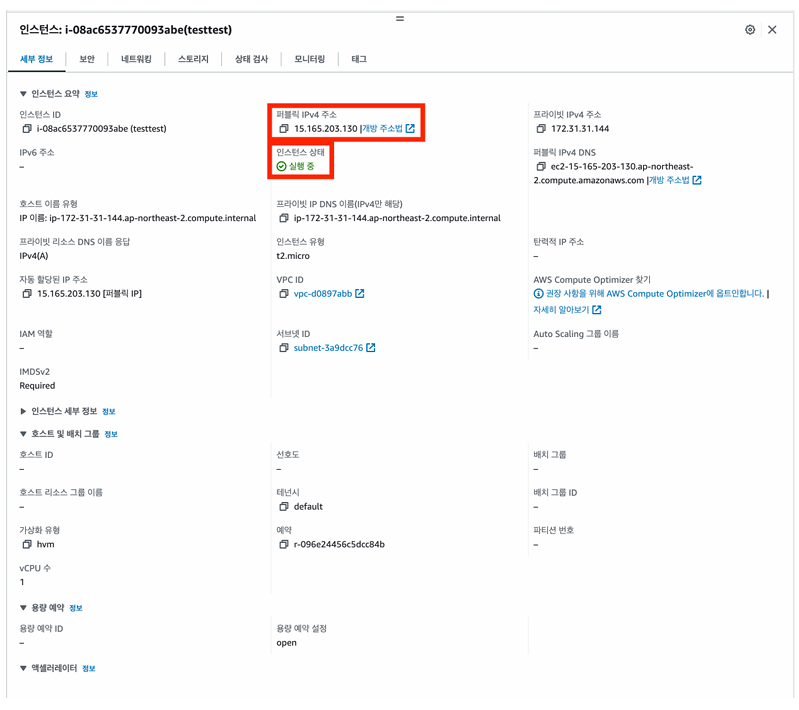 인스턴스: i-08ac6537770093abe(testtest)
세부 정보 보안 네트워킹 스토리지 상태 검사 모니터링 태그
▼ 인스턴스 요약 정보
인스턴스 ID
i-08ac6537770093abe (testtest)
퍼블릭 IPv4 주소
15.165.203.130 |개방 주소법
프라이빗 IPv4 주소
172.31.31.144
IPv6 주소
–
인스턴스 상태
실행 중
퍼블릭 IPv4 DNS
ec2-15-165-203-130.ap-northeast-
2.compute.amazonaws.com |개방 주소법
호스트 이름 유형
IP 이름: ip-172-31-31-144.ap-northeast-2.compute.internal
프라이빗 IP DNS 이름(IPv4만 해당)
ip-172-31-31-144.ap-northeast-2.compute.internal
프라이빗 리소스 DNS 이름 응답
IPv4(A)
인스턴스 유형
t2.micro
탄력적 IP 주소
–
자동 할당된 IP 주소
15.165.203.130 [퍼블릭 IP]
VPC ID
vpc-d0897abb
AWS Compute Optimizer 찾기
권장 사항을 위해 AWS Compute Optimizer에 옵트인합니다. |
자세히 알아보기
IAM 역할
–
서브넷 ID
subnet-3a9dcc76
Auto Scaling 그룹 이름
–
IMDSv2
Required
▶ 인스턴스 세부 정보 정보
▼ 호스트 및 배치 그룹 정보
호스트 ID
–
선호도
–
배치 그룹
–
호스트 리소스 그룹 이름
–
테넌시
default
배치 그룹 ID
–
가상화 유형
hvm
예약
r-096e24456c5dcc84b
파티션 번호
–
vCPU 수
1
▼ 용량 예약 정보
용량 예약 ID
–
용량 예약 설정
open
▼ 액셀러레이터 정보